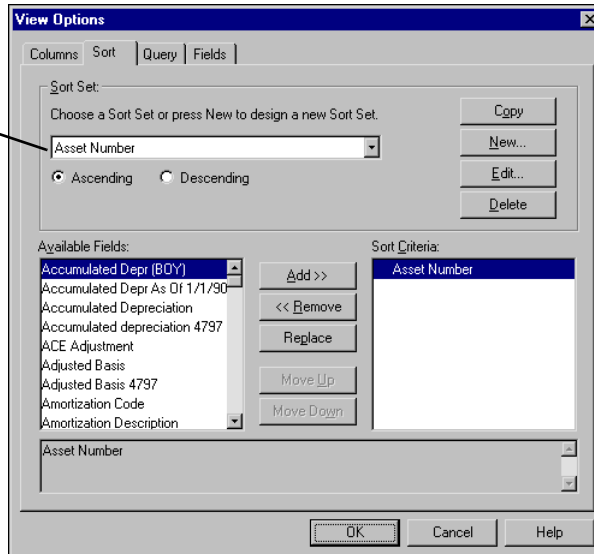 View Options
Columns Sort Query Fields
Sort Set:
Choose a Sort Set or press New to design a new Sort Set.
Asset Number
Ascending Descending
Copy
New...
Edit...
Delete
Available Fields:
Accumulated Depr (BOY)
Accumulated Depr As Of 1/1/90
Accumulated Depreciation
Accumulated depreciation 4797
ACE Adjustment
Adjusted Basis
Adjusted Basis 4797
Amortization Code
Amortization Description
Add >>
<< Remove
Replace
Move Up
Move Down
Sort Criteria:
Asset Number
Asset Number
OK Cancel Help